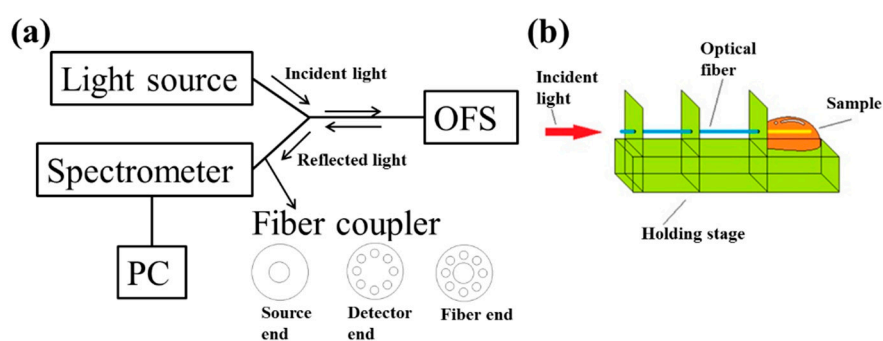 (a)
Light source
Incident light
OFS
Reflected light
Spectrometer
Fiber coupler
PC
Source
end
Detector
end
Fiber end
(b)
Optical
fiber
Incident
light
Sample
Holding stage